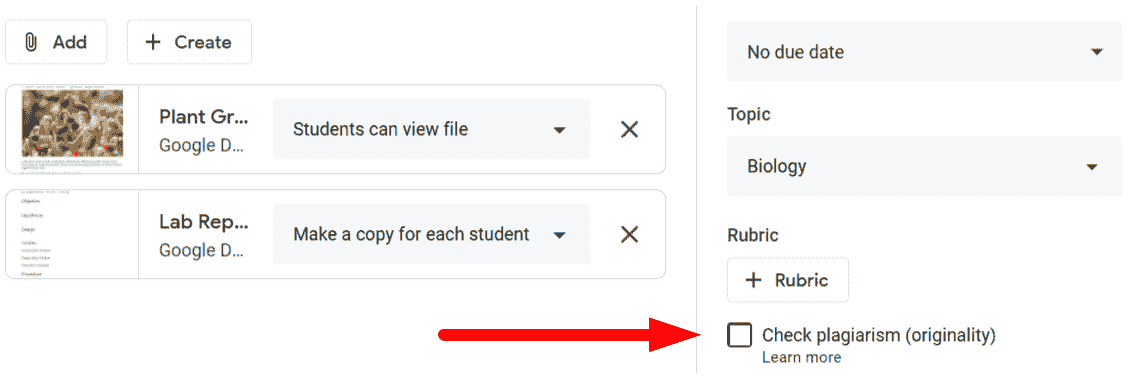 Add
Create
Plant Gr...
Google D...
Students can view file
Lab Rep...
Google D...
Make a copy for each student
No due date
Topic
Biology
Rubric
Rubric
Check plagiarism (originality)
Learn more